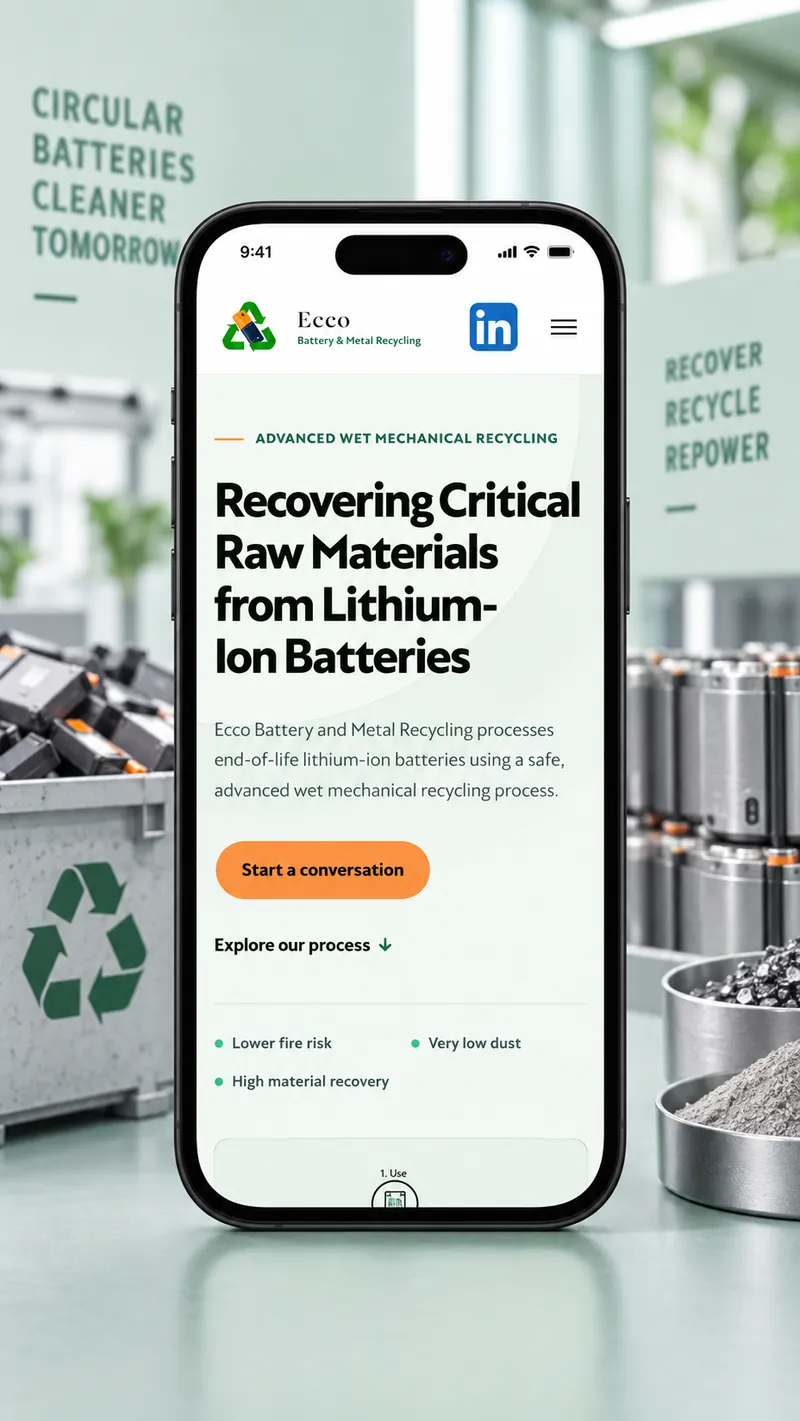 CIRCULAR
BATTERIES
CLEANER
TOMORROW
9:41
in
Ecco
Battery & Metal Recycling
RECOVER
RECYCLE
REPOWER
ADVANCED WET MECHANICAL RECYCLING
Recovering Critical
Raw Materials
from Lithium-
Ion Batteries
Ecco Battery and Metal Recycling processes
end-of-life lithium-ion batteries using a safe,
advanced wet mechanical recycling process.
Start a conversation
Explore our process ↓
Lower fire risk
Very low dust
High material recovery
1. Use